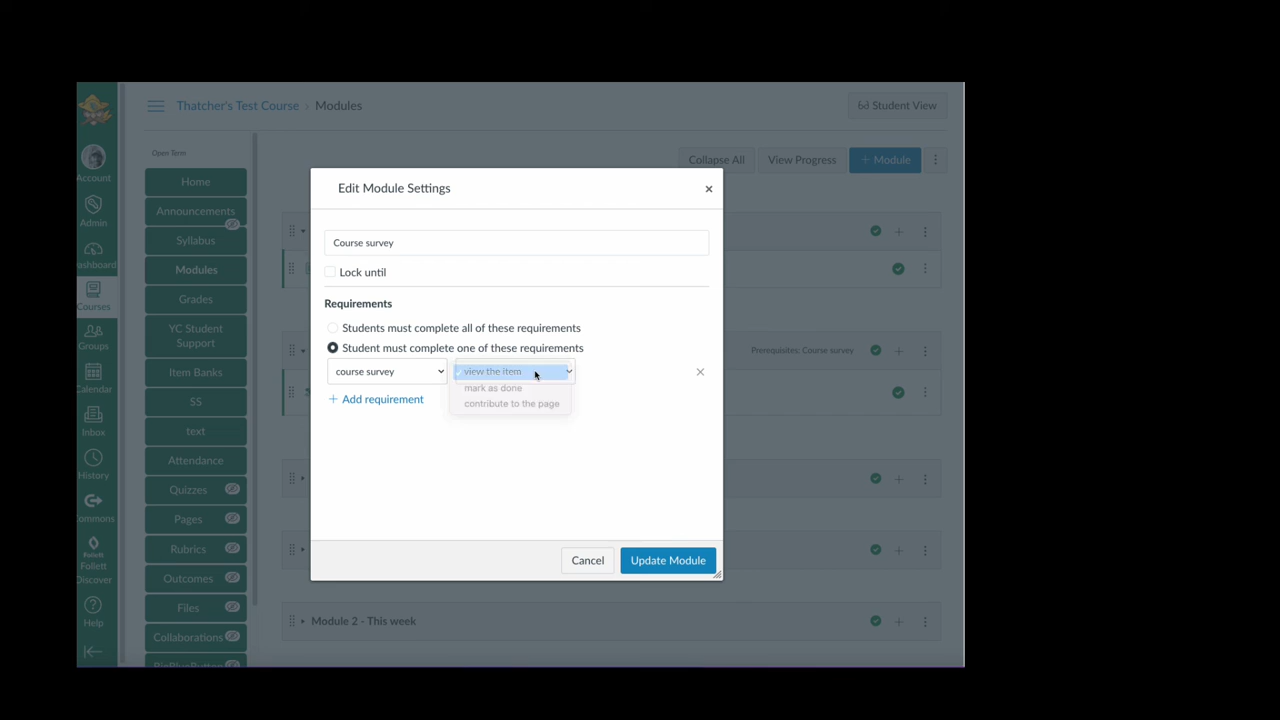 Thatcher's Test Course › Modules
Student View
Account
Admin
Dashboard
Courses
Groups
Calendar
Inbox
History
Commons
Follett
Follett
Discover
Help
Open Term
Home
Announcements
Syllabus
Modules
Grades
YC Student
Support
Item Banks
SS
text
Attendance
Quizzes
Pages
Rubrics
Outcomes
Files
Collaborations
BigBlueButton
Collapse All
View Progress
+ Module
Edit Module Settings
×
Course survey
Lock until
Requirements
Students must complete all of these requirements
Student must complete one of these requirements
course survey
view the item
mark as done
contribute to the page
+ Add requirement
Cancel
Update Module
Prerequisites: Course survey
Module 2 - This week